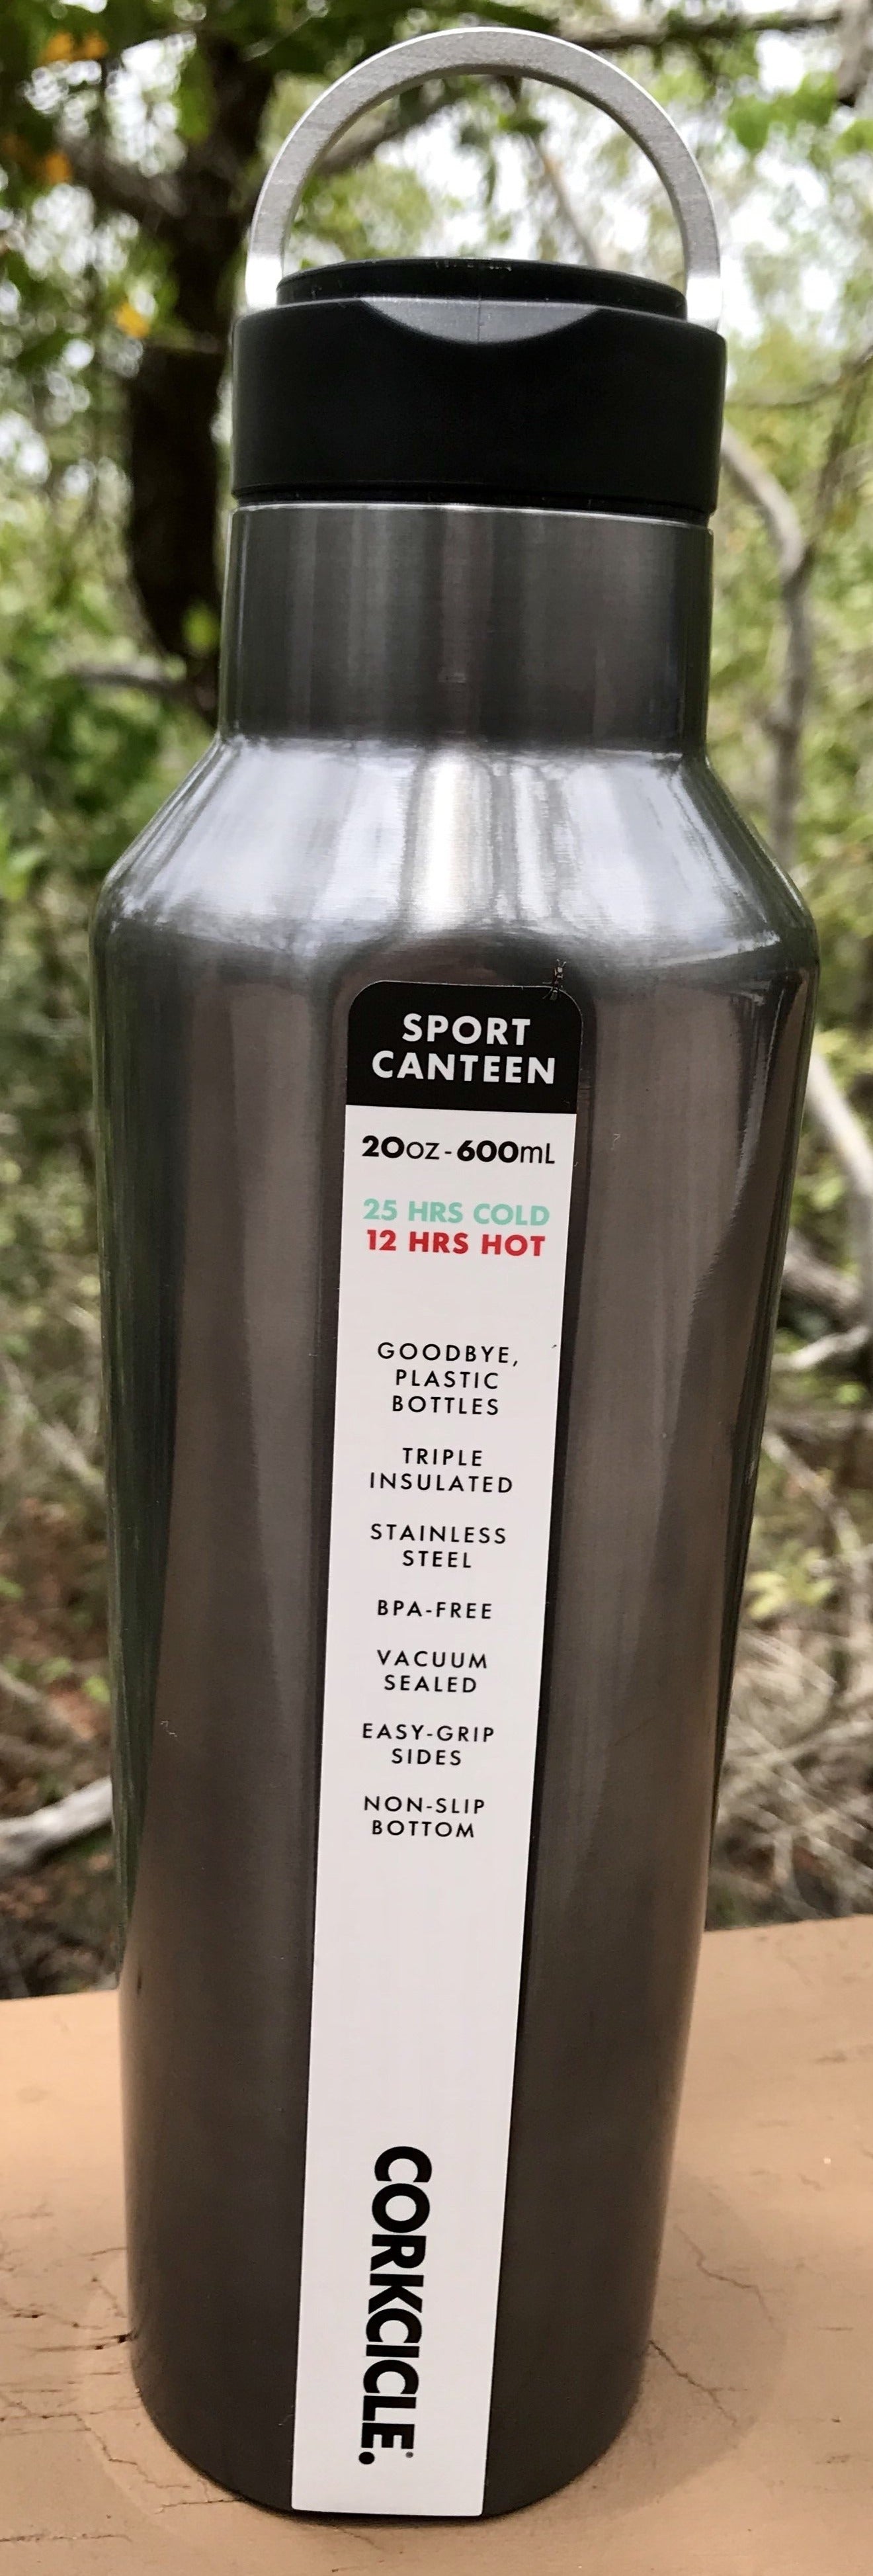 SPORT
CANTEEN
20oz - 600mL
25 HRS COLD
12 HRS HOT
GOODBYE,
PLASTIC
BOTTLES
TRIPLE
INSULATED
STAINLESS
STEEL
BPA-FREE
VACUUM
SEALED
EASY-GRIP
SIDES
NON-SLIP
BOTTOM
CORKCICLE.®